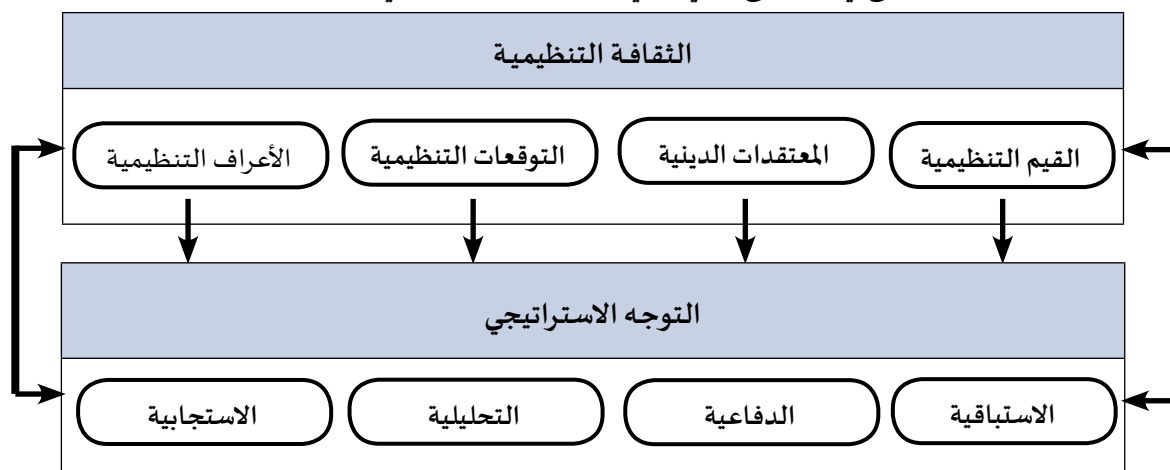 الثقافة التنظيمية
القيم التنظيمية
المعتقدات الدينية
التوقعات التنظيمية
الأعراف التنظيمية
التوجه الاستراتيجي
الاستباقية
الدفاعية
التحليلية
الاستجابية